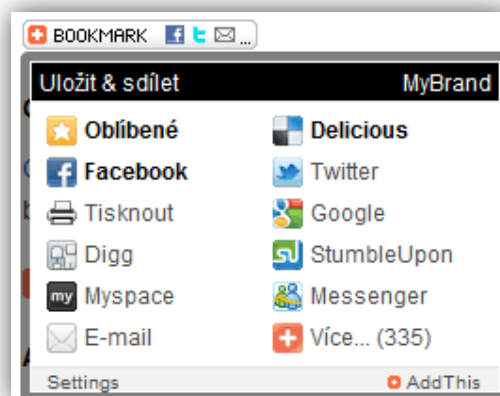 BOOKMARK ...
Uložit & sdílet MyBrand
Oblíbené Delicious
Facebook Twitter
Tisknout Google
Digg StumbleUpon
my Myspace Messenger
E-mail Více... (335)
Settings AddThis